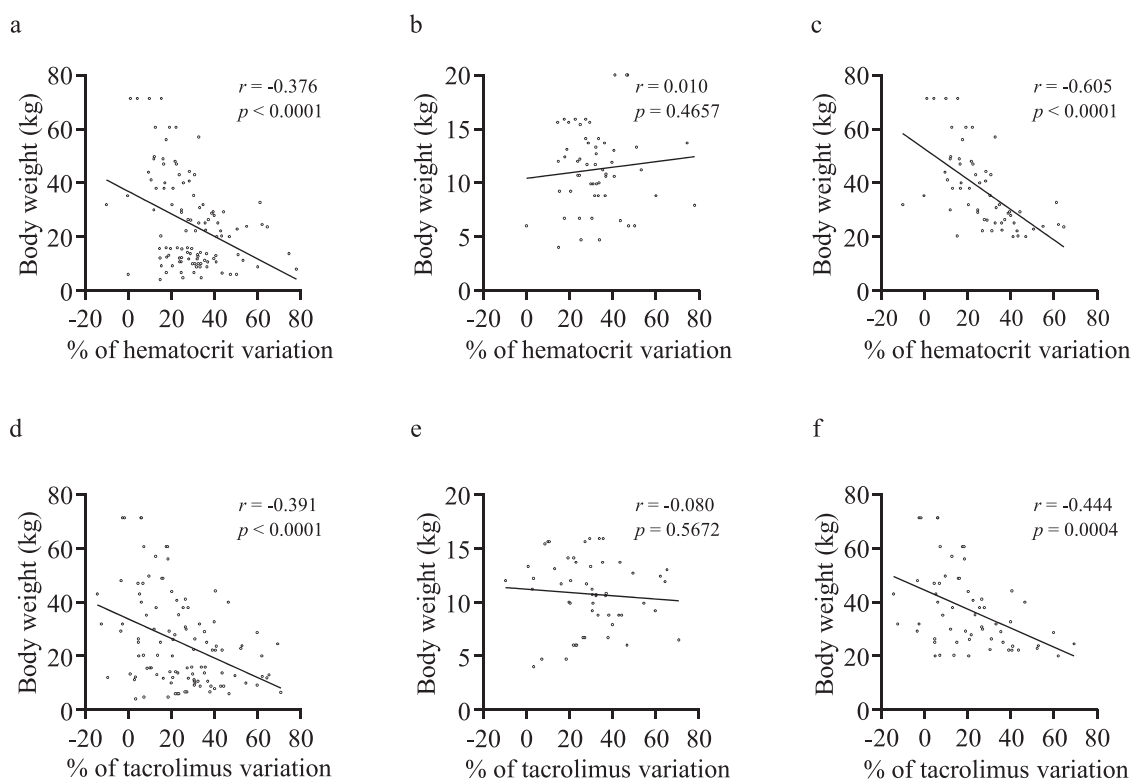 a
b
c
Body weight (kg)
80
60
40
20
0
r = -0.376
p < 0.0001
-20 0 20 40 60 80
% of hematocrit variation
Body weight (kg)
20
15
10
5
0
r = 0.010
p = 0.4657
-20 0 20 40 60 80
% of hematocrit variation
Body weight (kg)
80
60
40
20
0
r = -0.605
p < 0.0001
-20 0 20 40 60 80
% of hematocrit variation
d
e
f
Body weight (kg)
80
60
40
20
0
r = -0.391
p < 0.0001
-20 0 20 40 60 80
% of tacrolimus variation
Body weight (kg)
20
15
10
5
0
r = -0.080
p = 0.5672
-20 0 20 40 60 80
% of tacrolimus variation
Body weight (kg)
80
60
40
20
0
r = -0.444
p = 0.0004
-20 0 20 40 60 80
% of tacrolimus variation